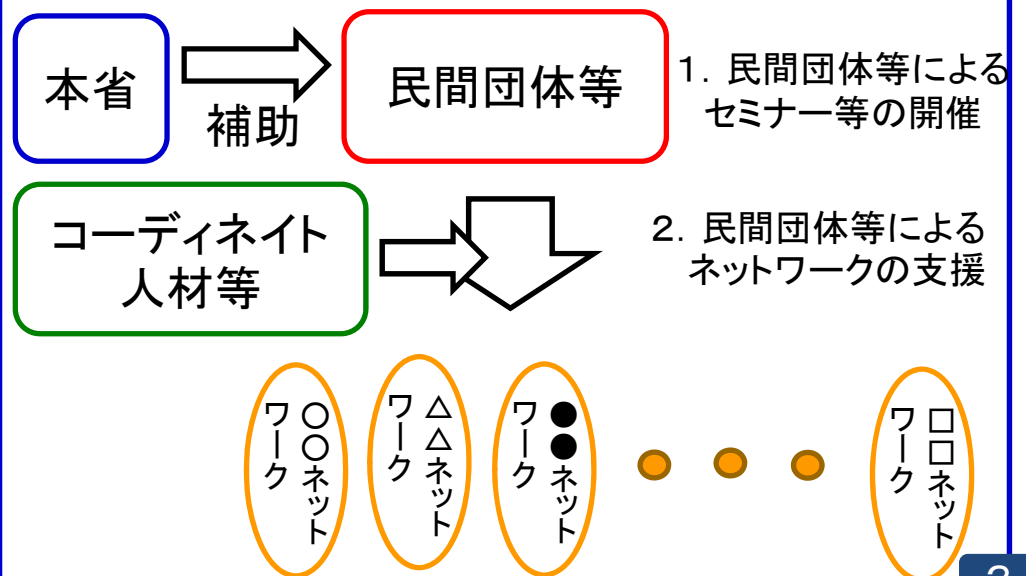 本省
補助
民間団体等
1．民間団体等による
セミナー等の開催
コーディネイト
人材等
２．民間団体等による
ネットワークの支援
○○ネット
ワーク
△△ネット
ワーク
●●ネット
ワーク
□□ネット
ワーク